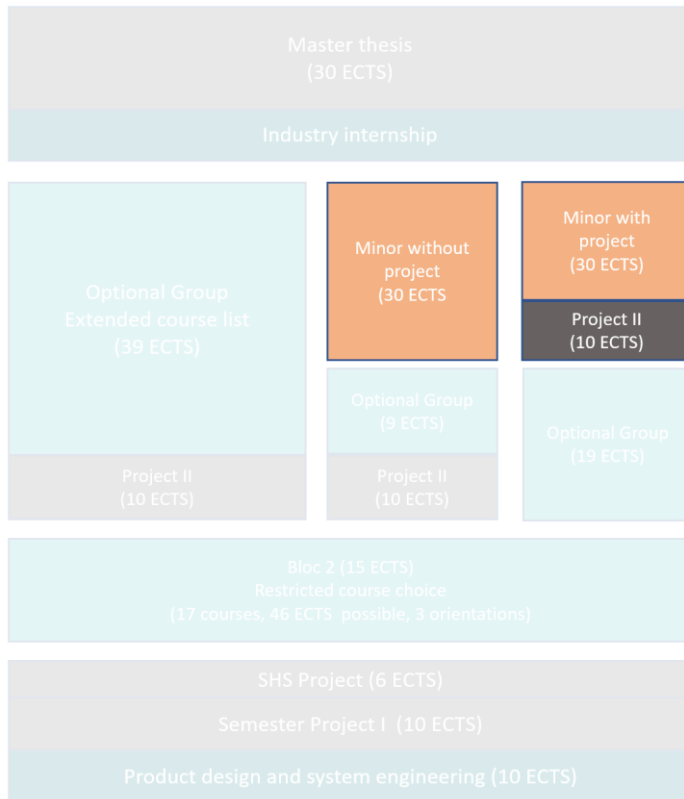 Master thesis
(30 ECTS)
Industry internship
Optional Group
Extended course list
(39 ECTS)
Project II
(10 ECTS)
Minor without
project
(30 ECTS
Optional Group
(9 ECTS)
Project II
(10 ECTS)
Minor with
project
(30 ECTS)
Project II
(10 ECTS)
Optional Group
(19 ECTS)
Bloc 2 (15 ECTS)
Restricted course choice
(17 courses, 46 ECTS possible, 3 orientations)
SHS Project (6 ECTS)
Semester Project I (10 ECTS)
Product design and system engineering (10 ECTS)